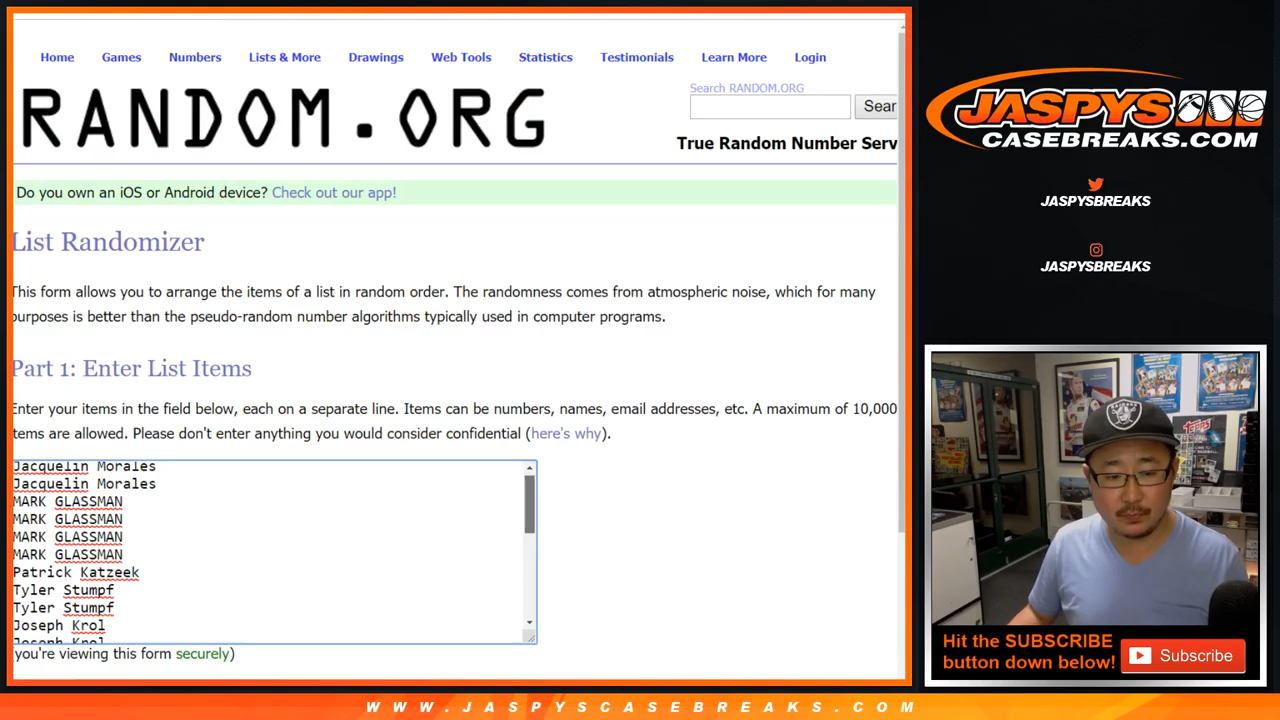 Home Games Numbers Lists & More Drawings Web Tools Statistics Testimonials Learn More Login
Search RANDOM.ORG
RANDOM.ORG
Sear
True Random Number Serv
Do you own an iOS or Android device? Check out our app!
List Randomizer
This form allows you to arrange the items of a list in random order. The randomness comes from atmospheric noise, which for many
purposes is better than the pseudo-random number algorithms typically used in computer programs.
Part 1: Enter List Items
Enter your items in the field below, each on a separate line. Items can be numbers, names, email addresses, etc. A maximum of 10,000
items are allowed. Please don't enter anything you would consider confidential (here's why).
Jacquelin Morales
Jacquelin Morales
MARK GLASSMAN
MARK GLASSMAN
MARK GLASSMAN
MARK GLASSMAN
Patrick Katzeek
Tyler Stumpf
Tyler Stumpf
Joseph Krol
Joseph Krol
you're viewing this form securely)
JASPYS
CASEBREAKS.COM
JASPYSBREAKS
JASPYSBREAKS
TOPPS
Hit the SUBSCRIBE
button down below!
Subscribe
WWW.JASPYSCASEBREAKS.COM